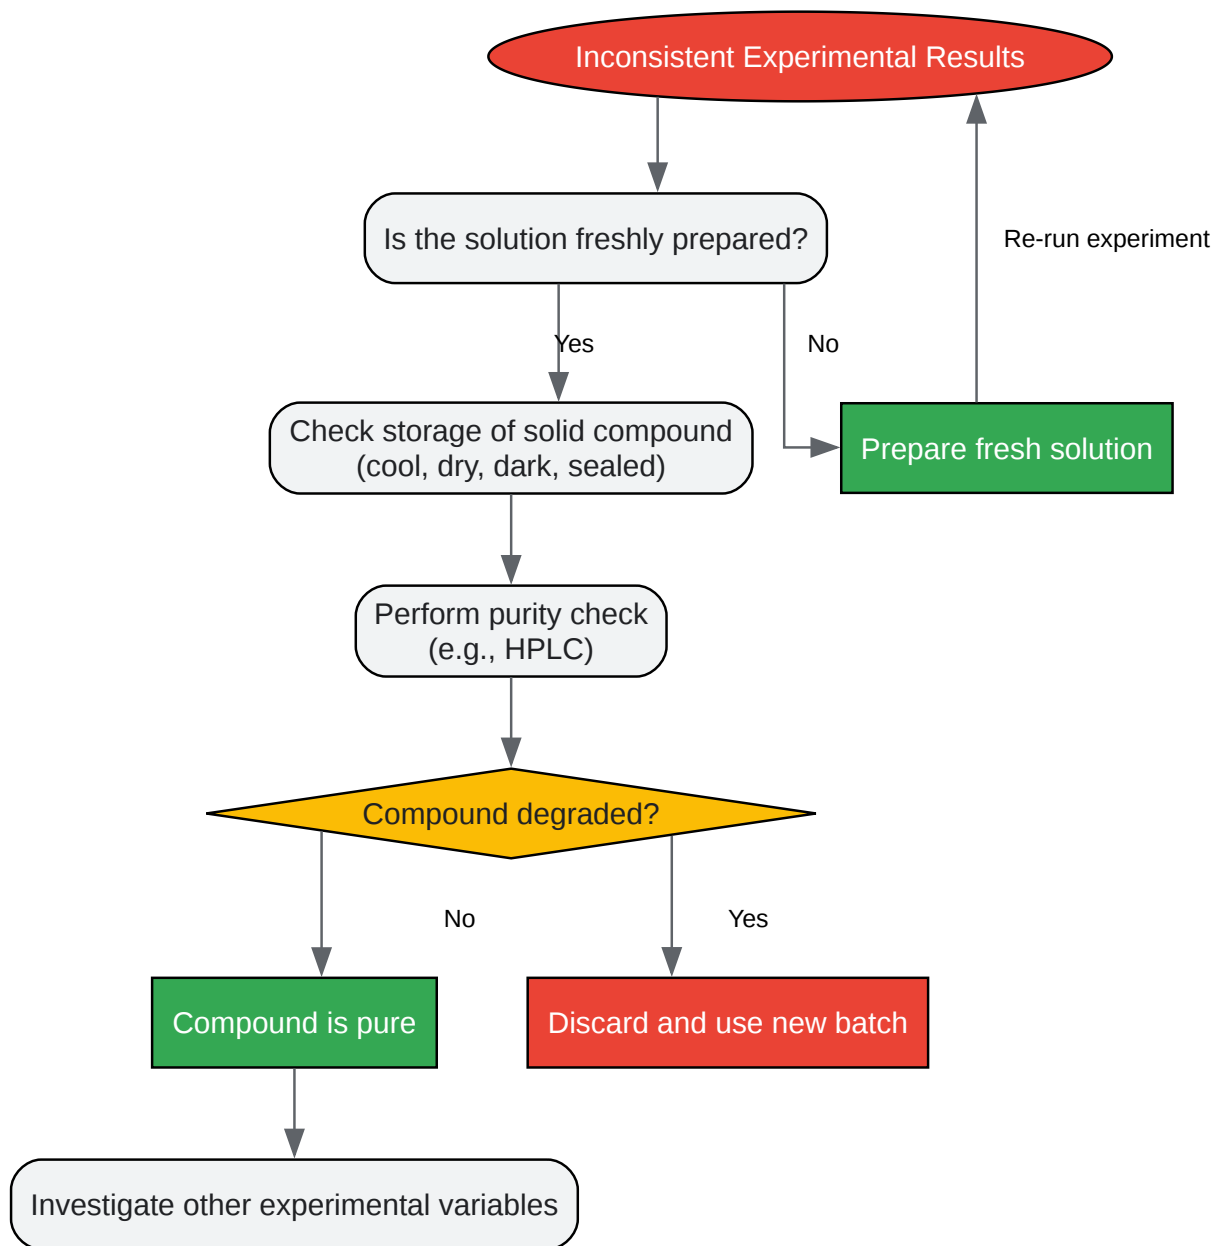 Inconsistent Experimental Results
Is the solution freshly prepared?
Re-run experiment
Yes
No
Check storage of solid compound
(cool, dry, dark, sealed)
Prepare fresh solution
Perform purity check
(e.g., HPLC)
Compound degraded?
No
Yes
Compound is pure
Discard and use new batch
Investigate other experimental variables